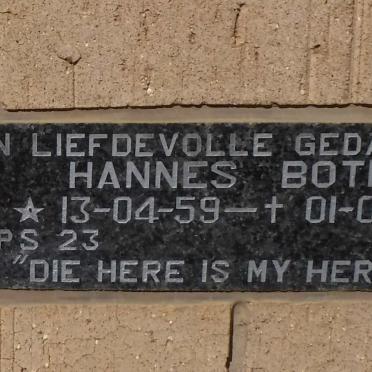 N LIEFDEVOLLE GEDA
HANNES BOT
☆ 13-04-59—† 01-0
PS 23
"DIE HERE IS MY HER